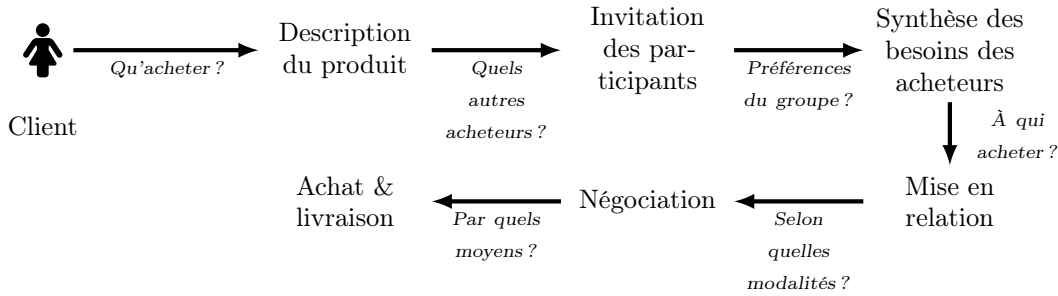 Client
Qu'acheter ?
Description
du produit
Quels
autres
acheteurs ?
Invitation
des par-
ticipants
Préférences
du groupe ?
Synthèse des
besoins des
acheteurs
À qui
acheter ?
Mise en
relation
Selon
quelles
modalités ?
Négociation
Par quels
moyens ?
Achat &
livraison